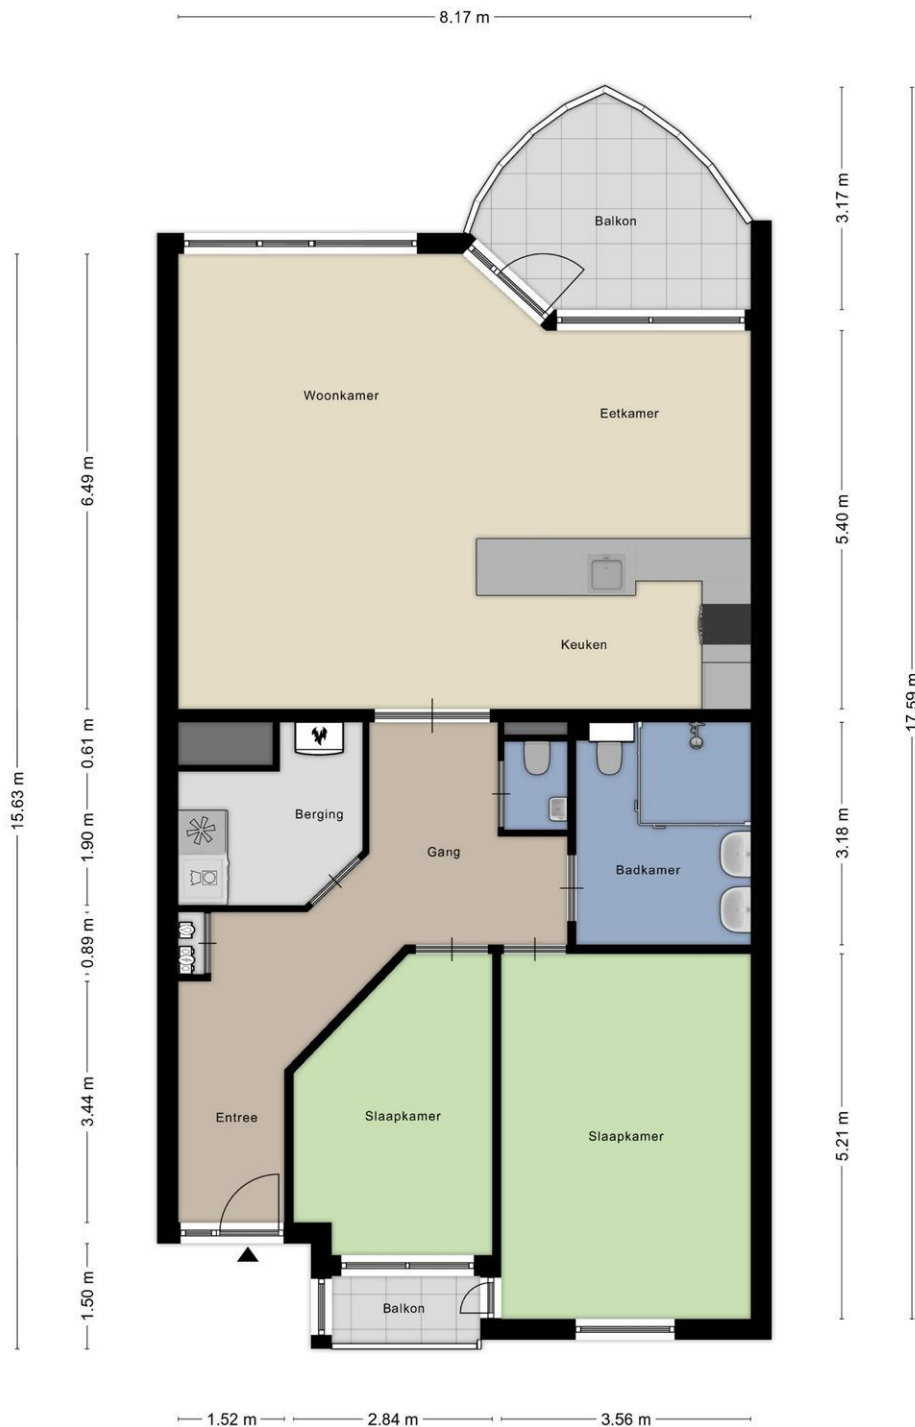 8.17 m
3.17 m
Balkon
Woonkamer
Eetkamer
6.49 m
5.40 m
Keuken
17.59 m
0.61 m
15.63 m
Berging
1.90 m
3.18 m
Gang
Badkamer
0.89 m
3.44 m
Entree
Slaapkamer
Slaapkamer
5.21 m
1.50 m
Balkon
1.52 m
2.84 m
3.56 m